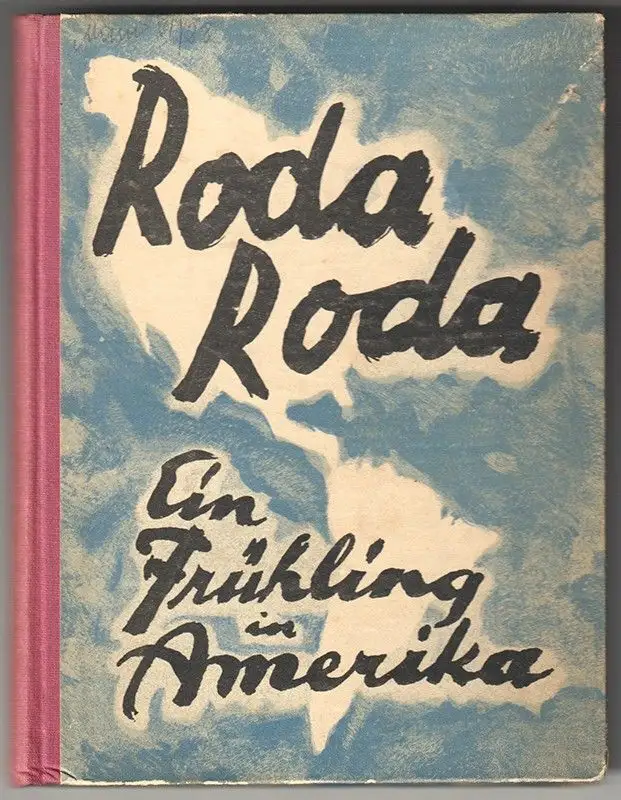 Roda
Roda
Ein
Frühling
in
Amerika